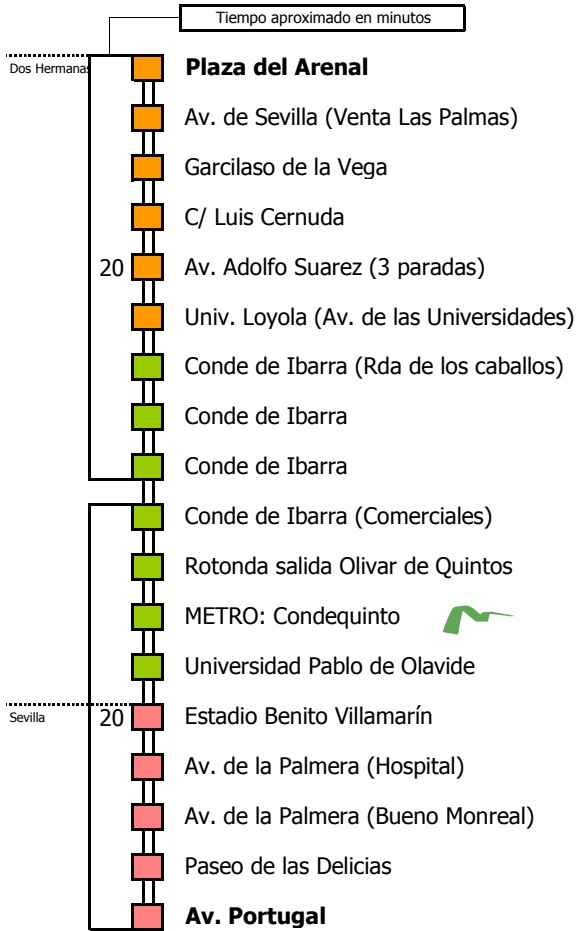 Tiempo aproximado en minutos
Dos Hermanas
Plaza del Arenal
Av. de Sevilla (Venta Las Palmas)
Garcilaso de la Vega
C/ Luis Cernuda
20
Av. Adolfo Suarez (3 paradas)
Univ. Loyola (Av. de las Universidades)
Conde de Ibarra (Rda de los caballos)
Conde de Ibarra
Conde de Ibarra
Conde de Ibarra (Comerciales)
Rotonda salida Olivar de Quintos
METRO: Condequinto
Universidad Pablo de Olavide
Sevilla
20
Estadio Benito Villamarín
Av. de la Palmera (Hospital)
Av. de la Palmera (Bueno Monreal)
Paseo de las Delicias
Av. Portugal